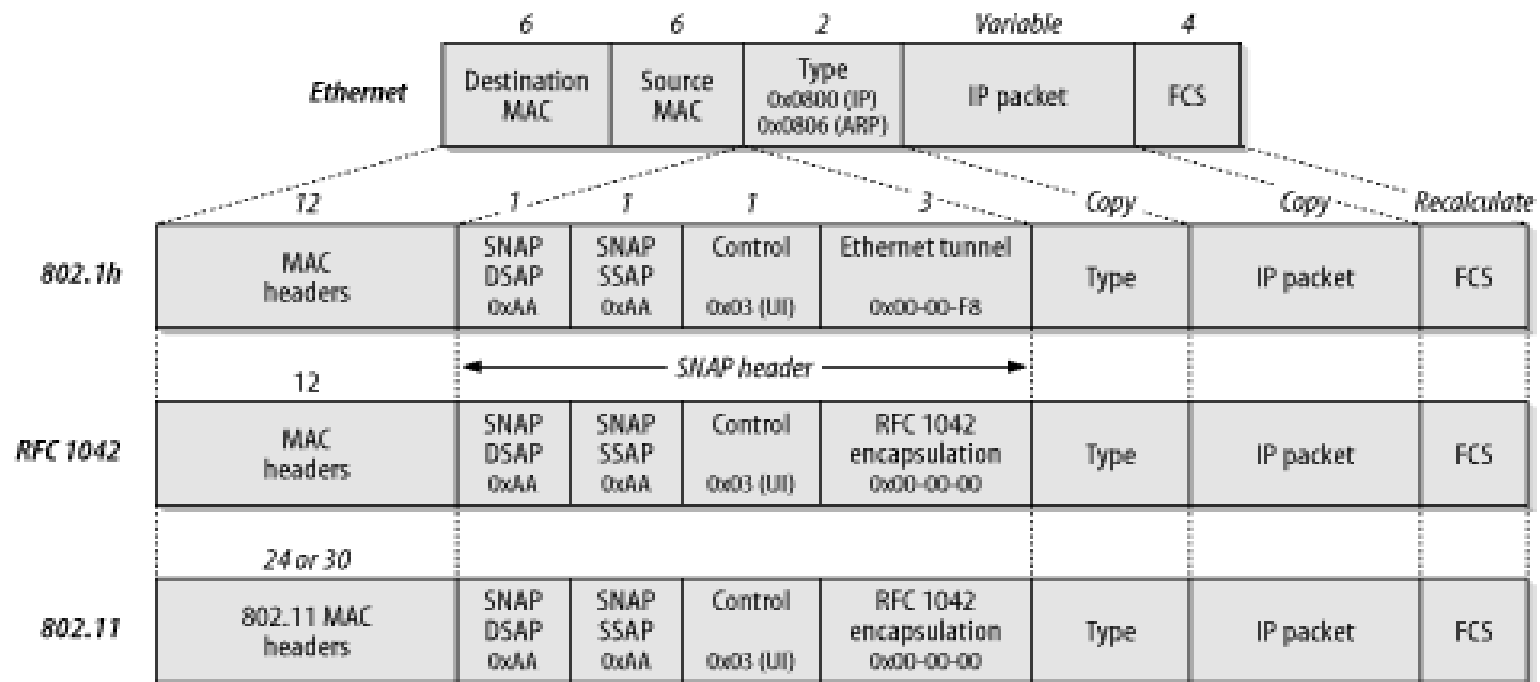 6 6 2 Variable 4
Ethernet
Destination MAC
Source MAC
Type 0x0800 (IP) 0x0806 (ARP)
IP packet
FCS
12 1 1 1 3 Copy Copy Recalculate
802.1h
MAC headers
SNAP DSAP 0xAA
SNAP SSAP 0xAA
Control 0x03 (UI)
Ethernet tunnel 0x00-00-F8
Type
IP packet
FCS
12
SNAP header
RFC 1042
MAC headers
SNAP DSAP 0xAA
SNAP SSAP 0xAA
Control 0x03 (UI)
RFC 1042 encapsulation 0x00-00-00
Type
IP packet
FCS
24 or 30
802.11
802.11 MAC headers
SNAP DSAP 0xAA
SNAP SSAP 0xAA
Control 0x03 (UI)
RFC 1042 encapsulation 0x00-00-00
Type
IP packet
FCS